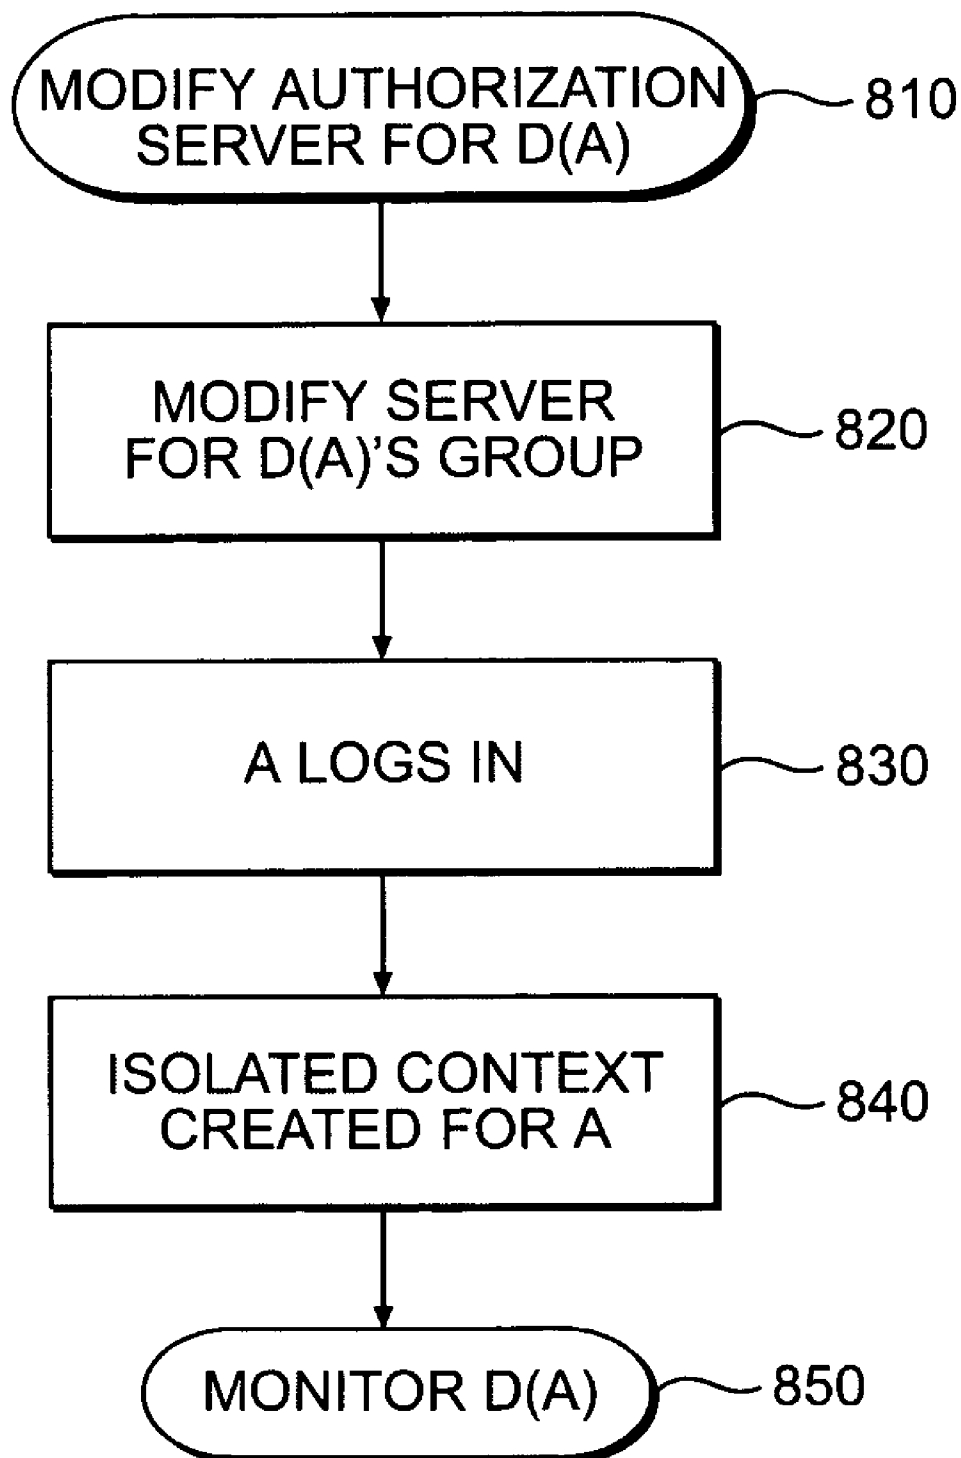 MODIFY AUTHORIZATION
SERVER FOR D(A)
810
MODIFY SERVER
FOR D(A)'S GROUP
820
A LOGS IN
830
ISOLATED CONTEXT
CREATED FOR A
840
MONITOR D(A)
850